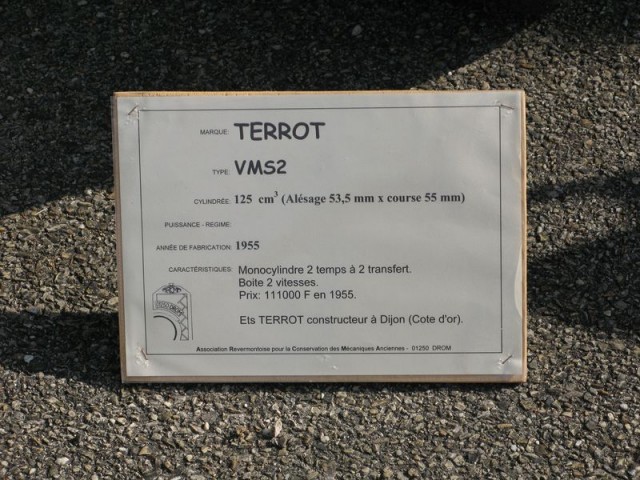 MARQUE: TERROT
TYPE: VMS2
CYLINDRÉE: 125 cm³ (Alésage 53,5 mm x course 55 mm)
PUISSANCE - REGIME:
ANNÉE DE FABRICATION: 1955
CARACTÉRISTIQUES: Monocylindre 2 temps à 2 transfert.
Boite 2 vitesses.
Prix: 111000 F en 1955.
Ets TERROT constructeur à Dijon (Cote d'or).
Association Revermontoise pour la Conservation des Mécaniques Anciennes - 01250 DROM